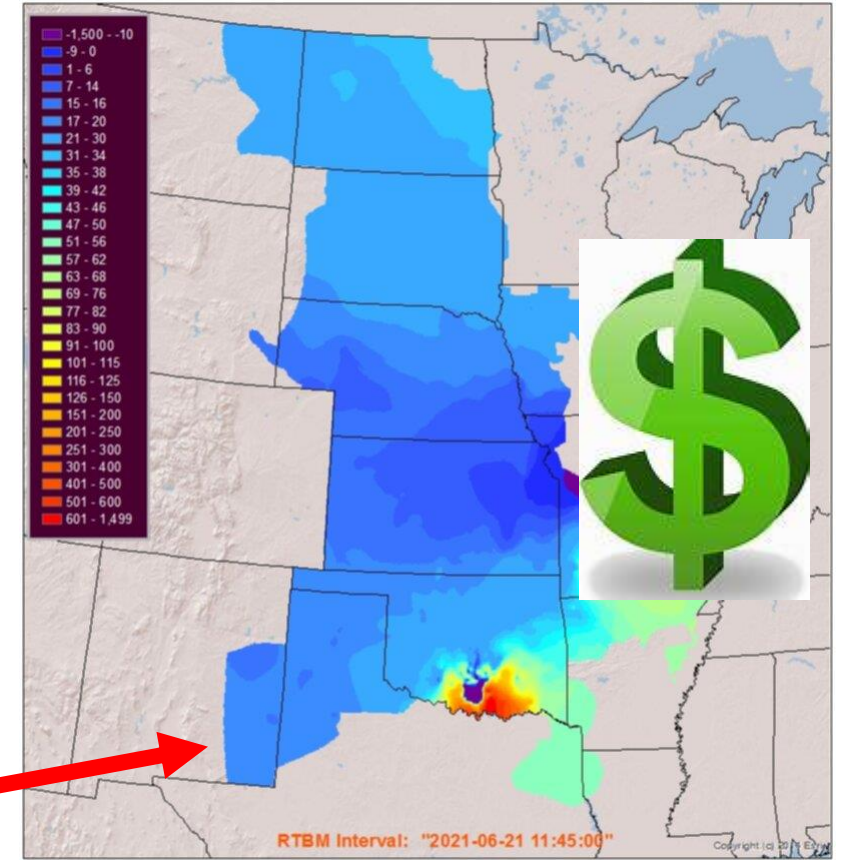 -1,500 - -10
-9 - 0
1 - 6
7 - 14
15 - 16
17 - 20
21 - 30
31 - 34
35 - 38
39 - 42
43 - 46
47 - 50
51 - 56
57 - 62
63 - 68
69 - 76
77 - 82
83 - 90
91 - 100
101 - 115
116 - 125
126 - 150
151 - 200
201 - 250
251 - 300
301 - 400
401 - 500
501 - 600
601 - 1,499
$
RTBM Interval: "2021-06-21 11:45:00"
Copyright (c)